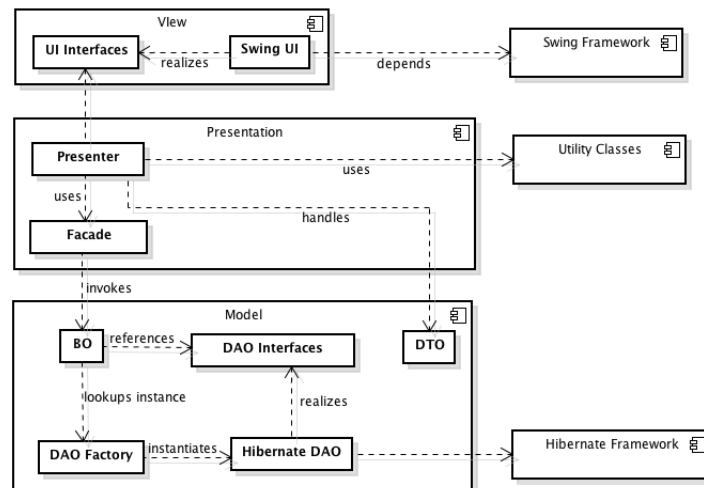 VIew
UI Interfaces
Swing UI
Swing Framework
realizes
depends
Presentation
Presenter
Utility Classes
uses
uses
handles
Facade
invokes
Model
BO
references
DAO Interfaces
DTO
lookups instance
realizes
DAO Factory
instantiates
Hibernate DAO
Hibernate Framework